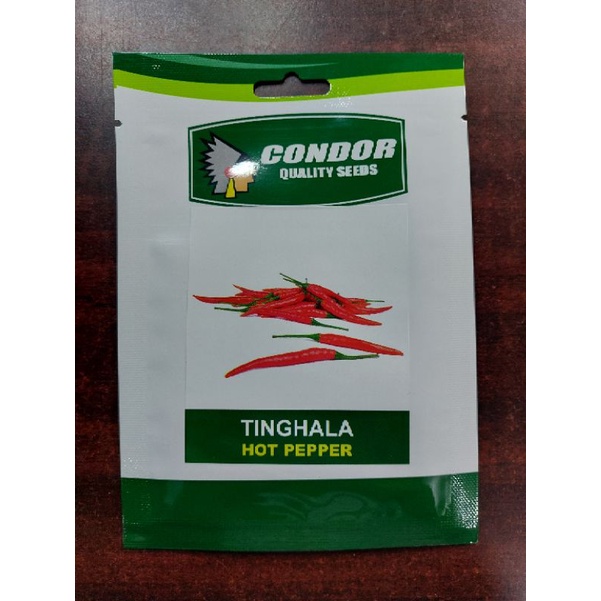 CONDOR
QUALITY SEEDS
TINGHALA
HOT PEPPER